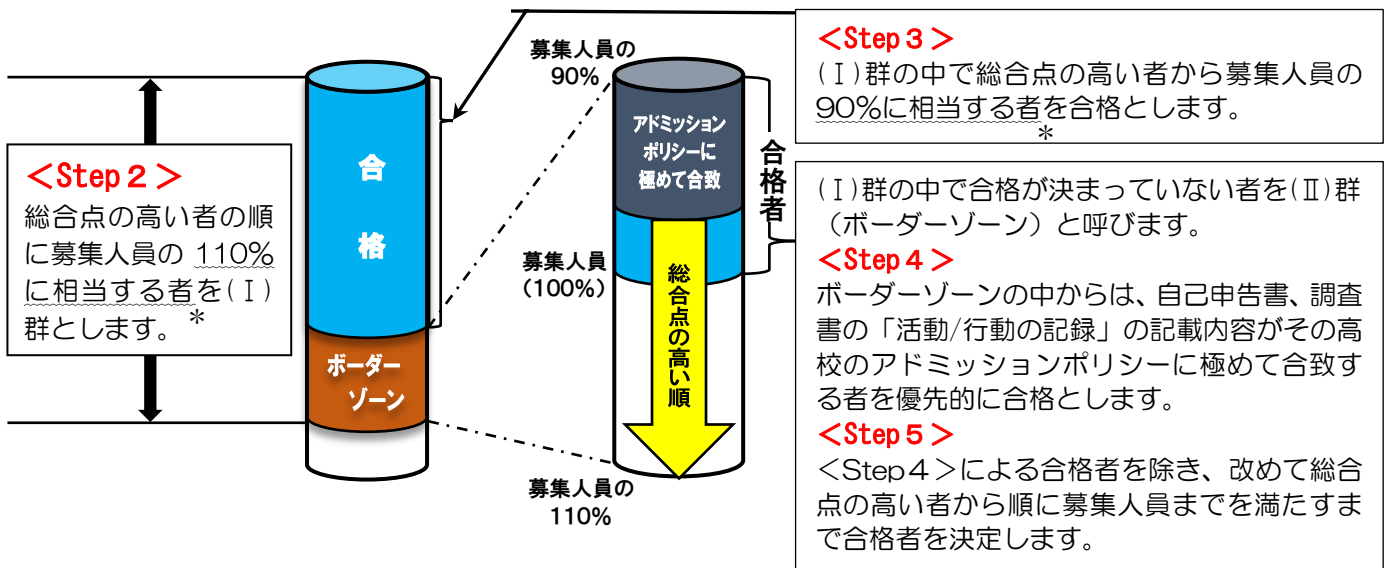 <Step２>
総合点の高い者の順
に募集人員の 110%
に相当する者を(Ⅰ)
群とします。 *
合
格
ボーダー
ゾーン
募集人員の
90%
アドミッション
ポリシーに
極めて合致
合格者
募集人員
(100%)
総合点の高い順
募集人員の
110%
<Step３>
(Ⅰ)群の中で総合点の高い者から募集人員の
90%に相当する者を合格とします。
*
(Ⅰ)群の中で合格が決まっていない者を(Ⅱ)群
（ボーダーゾーン）と呼びます。
<Step４>
ボーダーゾーンの中からは、自己申告書、調査
書の「活動/行動の記録」の記載内容がその高
校のアドミッションポリシーに極めて合致す
る者を優先的に合格とします。
<Step５>
<Step４>による合格者を除き、改めて総合
点の高い者から順に募集人員までを満たすま
で合格者を決定します。